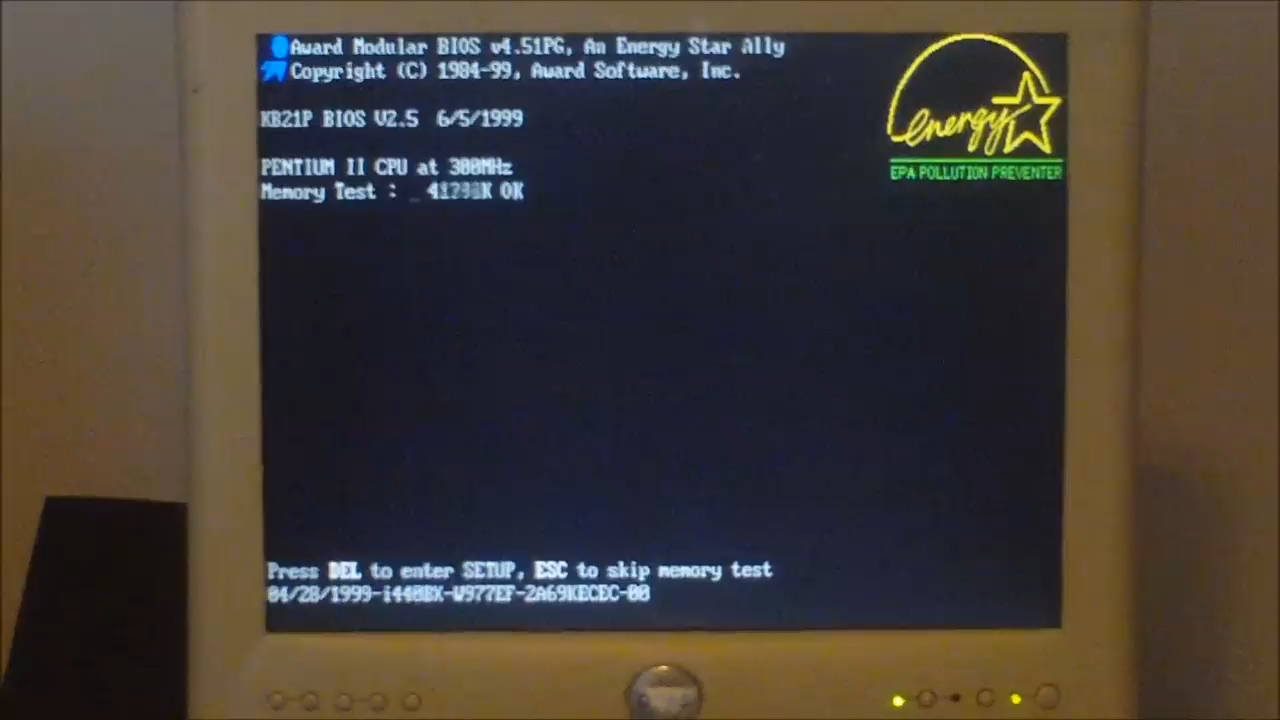 Award Modular BIOS v4.51PG, An Energy Star Ally
Copyright (C) 1984-99, Award Software, Inc.
energy
EPA POLLUTION PREVENTER
KB21P BIOS V2.5 6/5/1999
PENTIUM II CPU at 300MHz
Memory Test : OK
Press DEL to enter SETUP, ESC to skip memory test
04/28/1999-i440BX-W977EF-2A69KECEC-00